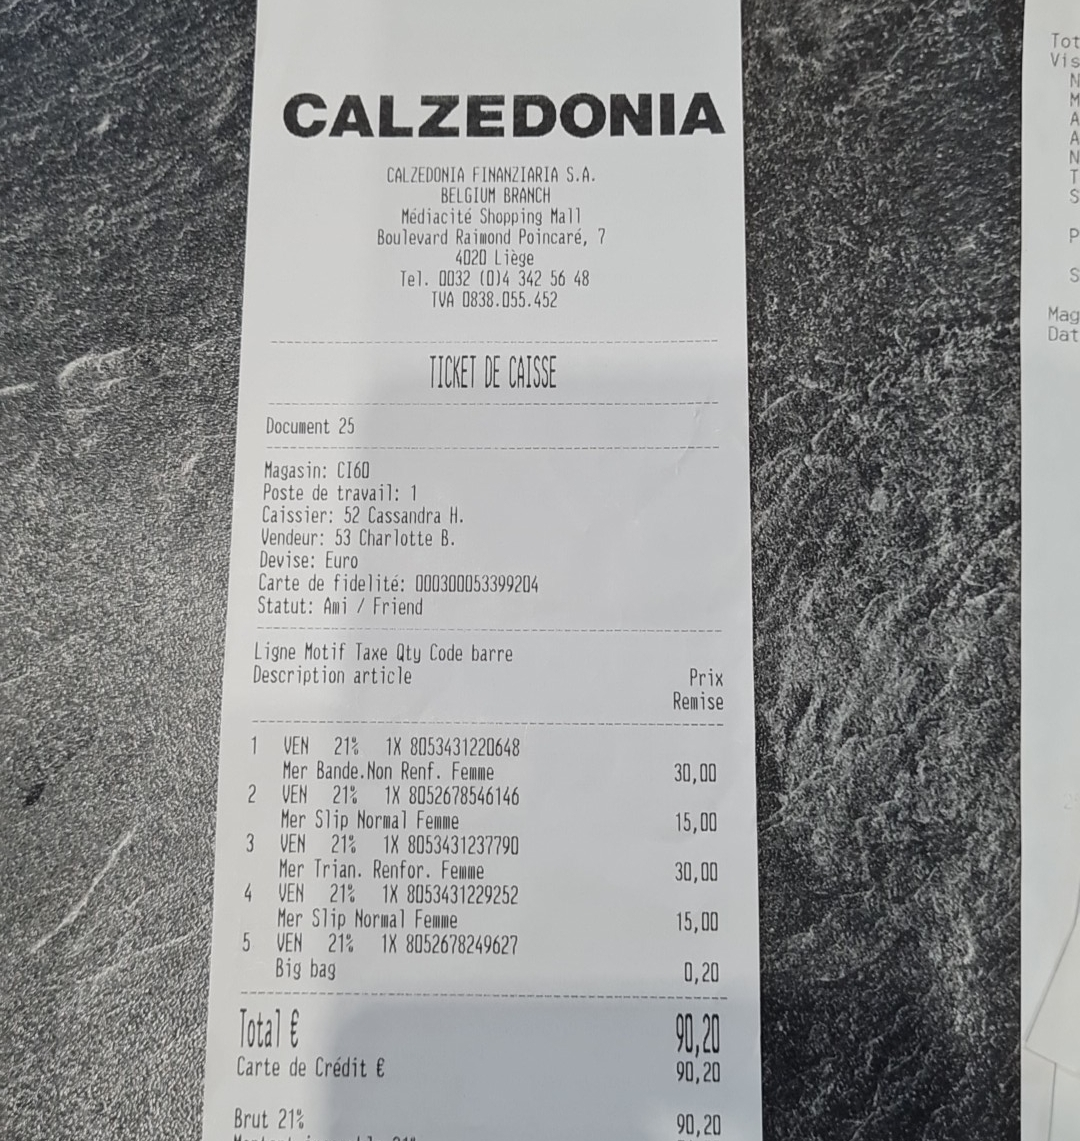 CALZEDONIA
CALZEDONIA FINANZIARIA S.A.
BELGIUM BRANCH
Médiacité Shopping Mall
Boulevard Raimond Poincaré, 7
4020 Liège
Tel. 0032 (0)4 342 56 48
TVA 0838.055.452
TICKET DE CAISSE
Document 25
Magasin: CI60
Poste de travail: 1
Caissier: 52 Cassandra H.
Vendeur: 53 Charlotte B.
Devise: Euro
Carte de fidelité: 000300053399204
Statut: Ami / Friend
Ligne Motif Taxe Qty Code barre
Description article Prix
Remise
1 VEN 21% 1X 8053431220648
Mer Bande.Non Renf. Femme 30,00
2 VEN 21% 1X 8052678546146
Mer Slip Normal Femme 15,00
3 VEN 21% 1X 8053431237790
Mer Trian. Renfor. Femme 30,00
4 VEN 21% 1X 8053431229252
Mer Slip Normal Femme 15,00
5 VEN 21% 1X 8052678249627
Big bag 0,20
Total € 90,20
Carte de Crédit € 90,20
Brut 21% 90,20
Tot
Vis
N
M
A
A
N
T
S
P
S
Mag
Dat